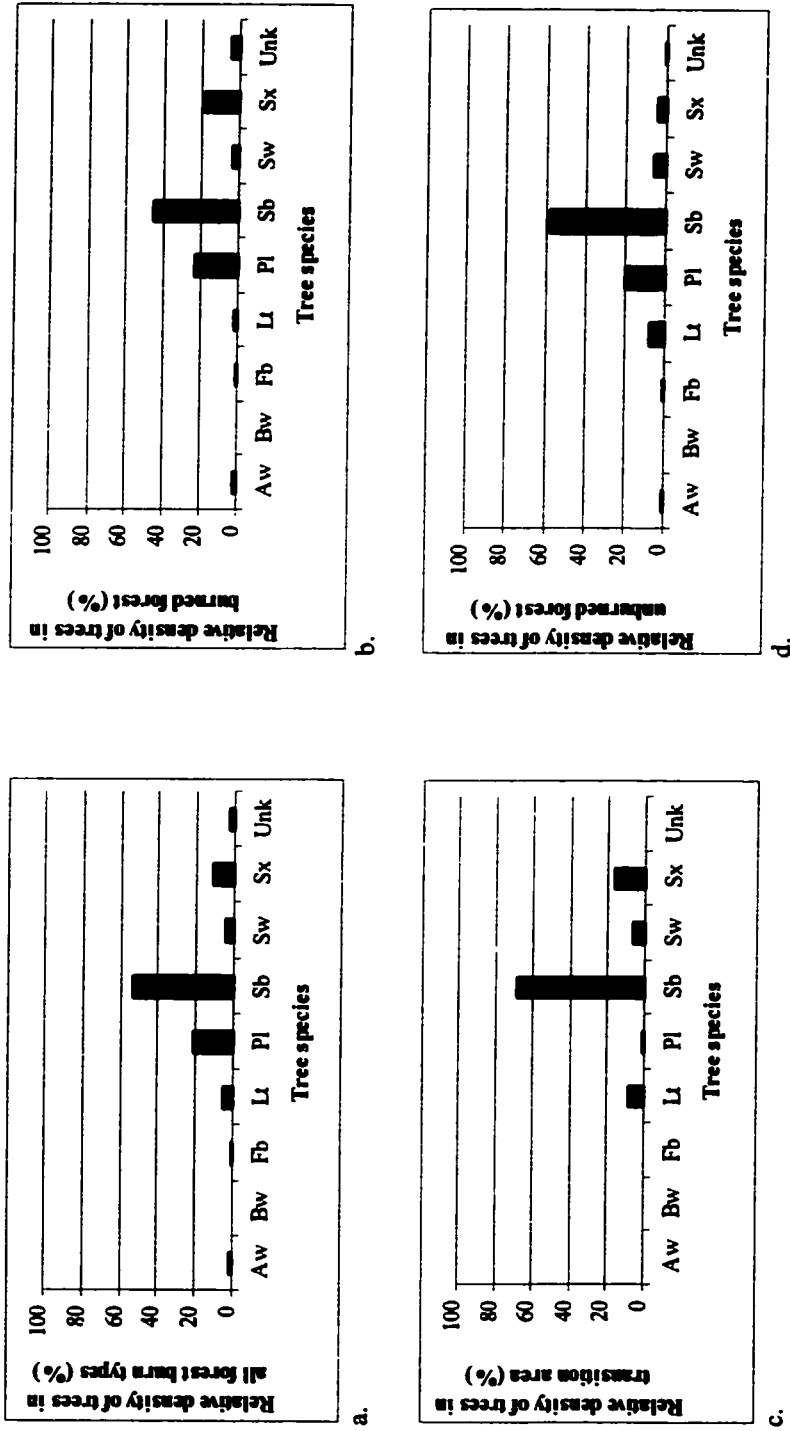 Relative density of trees in
all forest burn types (%)
100
80
60
40
20
0
Aw Bw Fb Lt Pl Sb Sw Sx Unk
Tree species
a.
Relative density of trees in
burned forest (%)
100
80
60
40
20
0
Aw Bw Fb Lt Pl Sb Sw Sx Unk
Tree species
b.
Relative density of trees in
transition area (%)
100
80
60
40
20
0
Aw Bw Fb Lt Pl Sb Sw Sx Unk
Tree species
c.
Relative density of trees in
unburned forest (%)
100
80
60
40
20
0
Aw Bw Fb Lt Pl Sb Sw Sx Unk
Tree species
d.